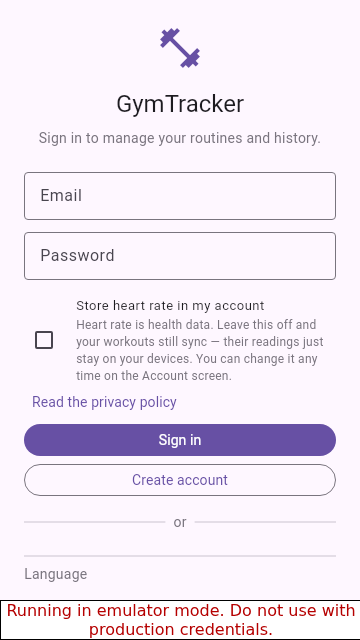 GymTracker
Sign in to manage your routines and history.
Email
Password
Store heart rate in my account
Heart rate is health data. Leave this off and
your workouts still sync — their readings just
stay on your devices. You can change it any
time on the Account screen.
Read the privacy policy
Sign in
Create account
or
Language
Running in emulator mode. Do not use with
production credentials.